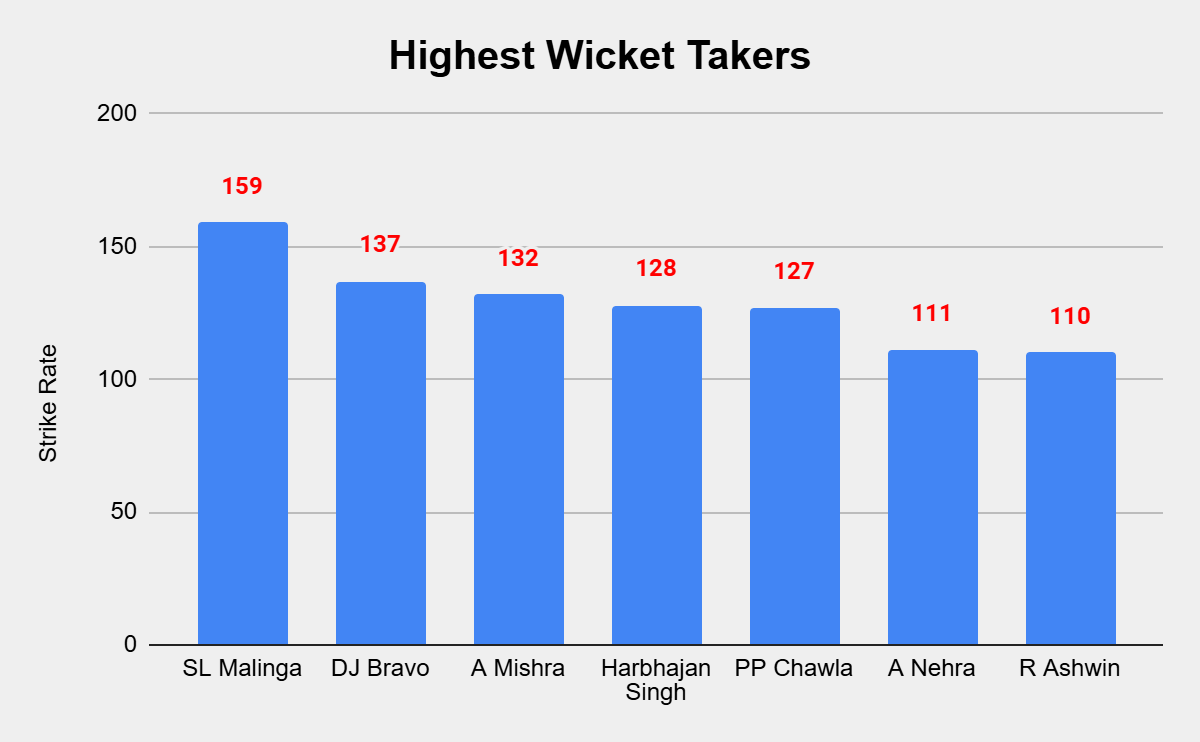 Highest Wicket Takers
200
150
100
50
0
Strike Rate
159
137
132
128
127
111
110
SL Malinga
DJ Bravo
A Mishra
Harbhajan
Singh
PP Chawla
A Nehra
R Ashwin